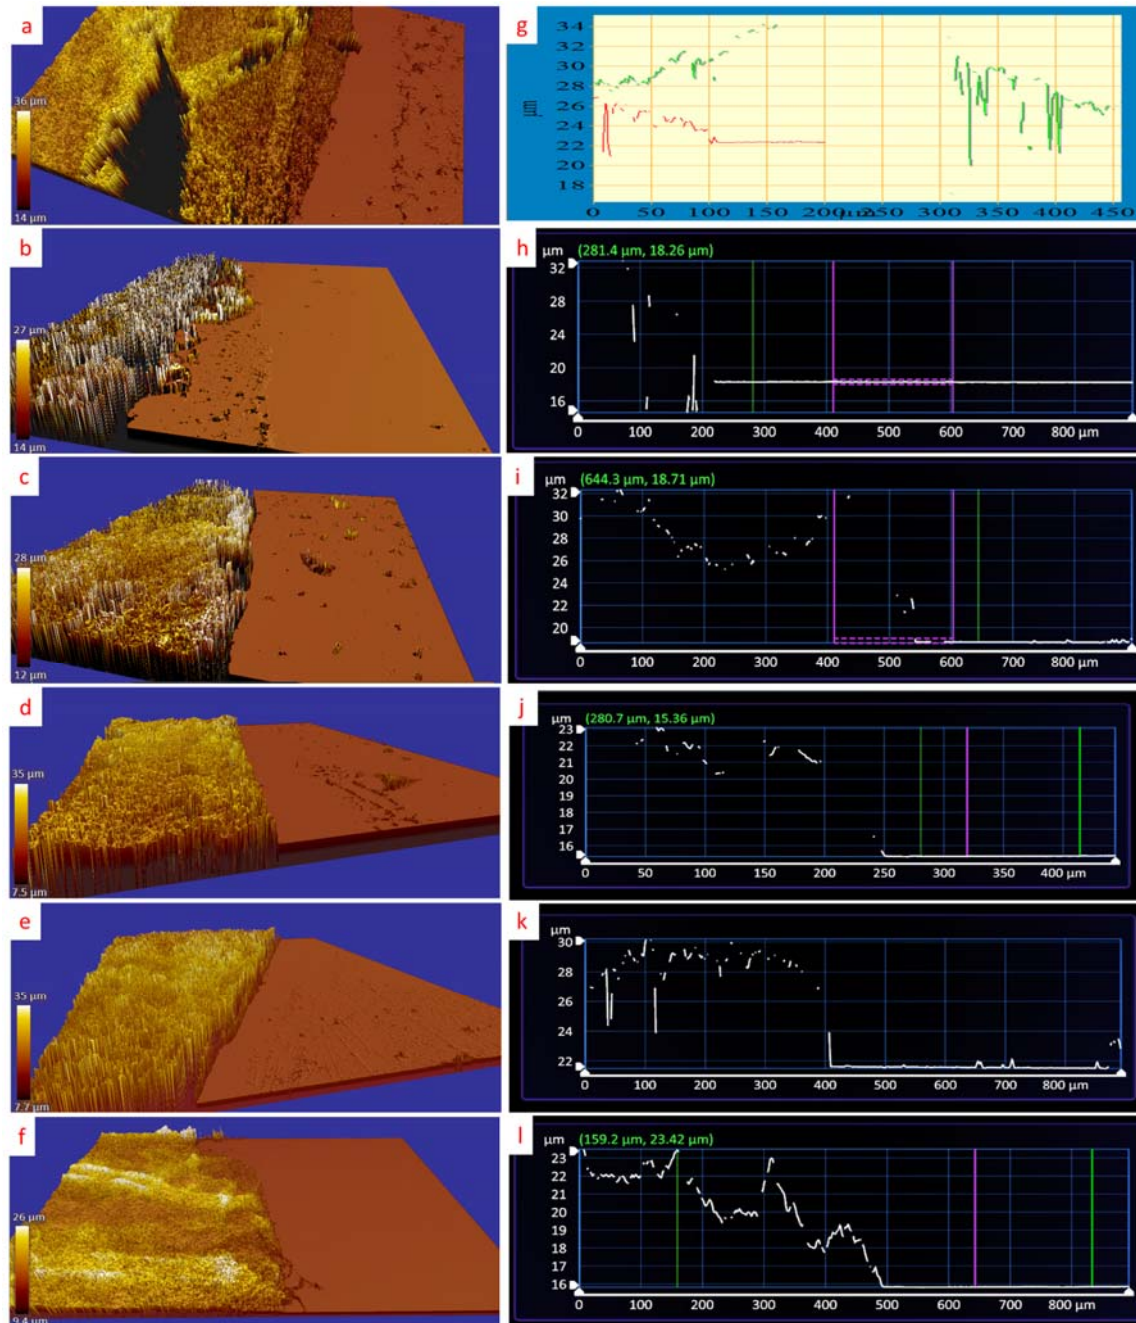 a
36 µm
14 µm
g
34
32
30
28
26
24
22
20
18
µm
0 50 100 150 200 250 300 350 400 450
µm
b
27 µm
14 µm
h
µm
(281.4 µm, 18.26 µm)
32
28
24
20
16
0 100 200 300 400 500 600 700 800 µm
c
28 µm
12 µm
i
µm
(644.3 µm, 18.71 µm)
32
28
26
22
20
0 100 200 300 400 500 600 700 800 µm
d
35 µm
7.5 µm
j
µm
(280.7 µm, 15.36 µm)
23
22
21
20
19
18
17
16
0 50 100 150 200 250 300 350 400 µm
e
35 µm
7.7 µm
k
µm
30
28
26
24
22
0 100 200 300 400 500 600 700 800 µm
f
26 µm
9.4 µm
l
µm
(159.2 µm, 23.42 µm)
23
22
21
20
19
18
17
16
0 100 200 300 400 500 600 700 800 µm